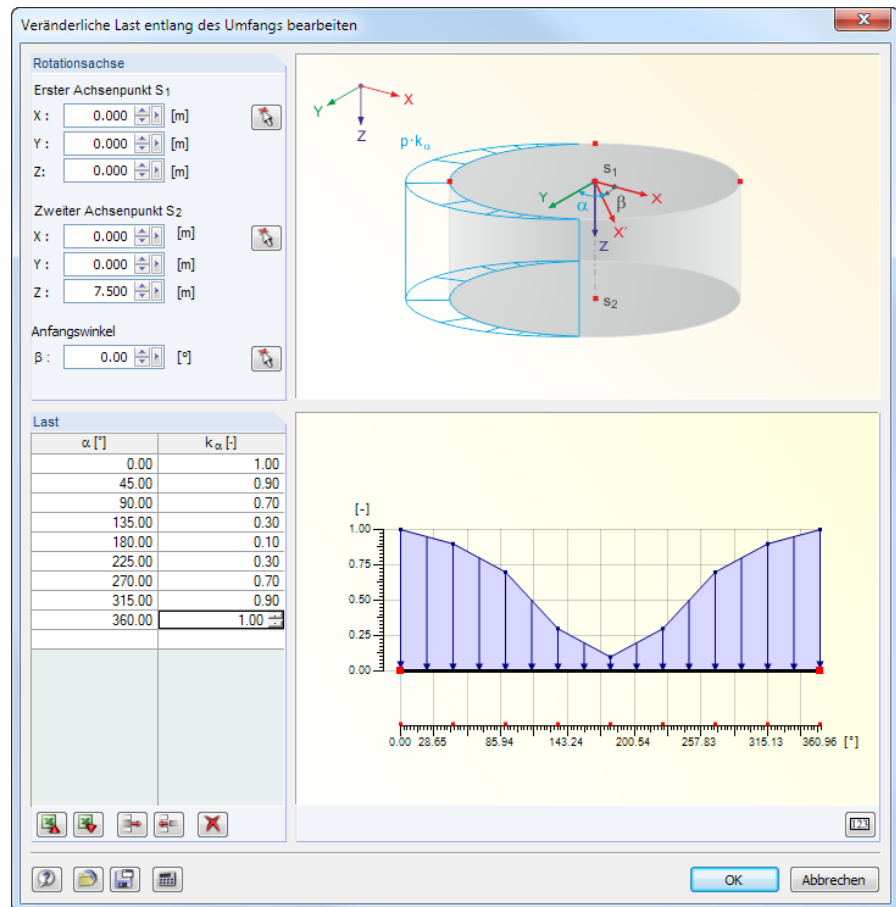 Veränderliche Last entlang des Umfangs bearbeiten
Rotationsachse
Erster Achsenpunkt S1
X : 0.000 [m]
Y : 0.000 [m]
Z: 0.000 [m]
Zweiter Achsenpunkt S2
X : 0.000 [m]
Y : 0.000 [m]
Z : 7.500 [m]
Anfangswinkel
β : 0.00 [°]
X
Y
Z
p·kα
S1
Y
α
β
X
X'
Z
S2
Last
α [°] kα [-]
0.00 1.00
45.00 0.90
90.00 0.70
135.00 0.30
180.00 0.10
225.00 0.30
270.00 0.70
315.00 0.90
360.00 1.00
[-]
1.00
0.75
0.50
0.25
0.00
0.00 28.65 85.94 143.24 200.54 257.83 315.13 360.96 [°]
123
OK Abbrechen